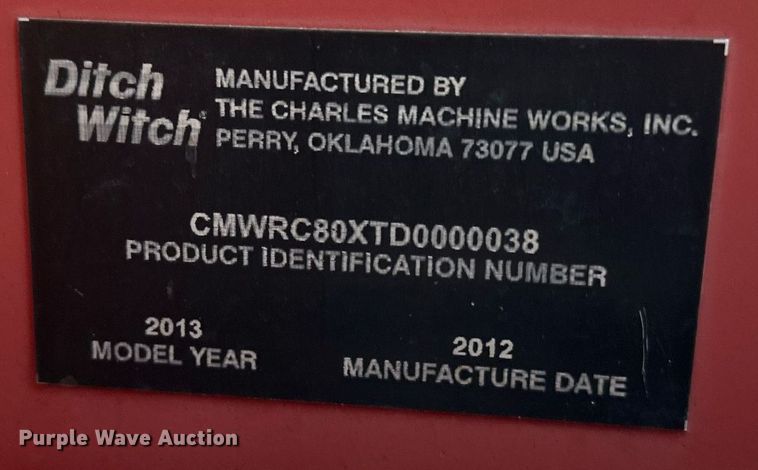 Ditch
Witch®
MANUFACTURED BY
THE CHARLES MACHINE WORKS, INC.
PERRY, OKLAHOMA 73077 USA
CMWRC80XTD0000038
PRODUCT IDENTIFICATION NUMBER
2013
MODEL YEAR
2012
MANUFACTURE DATE
Purple Wave Auction